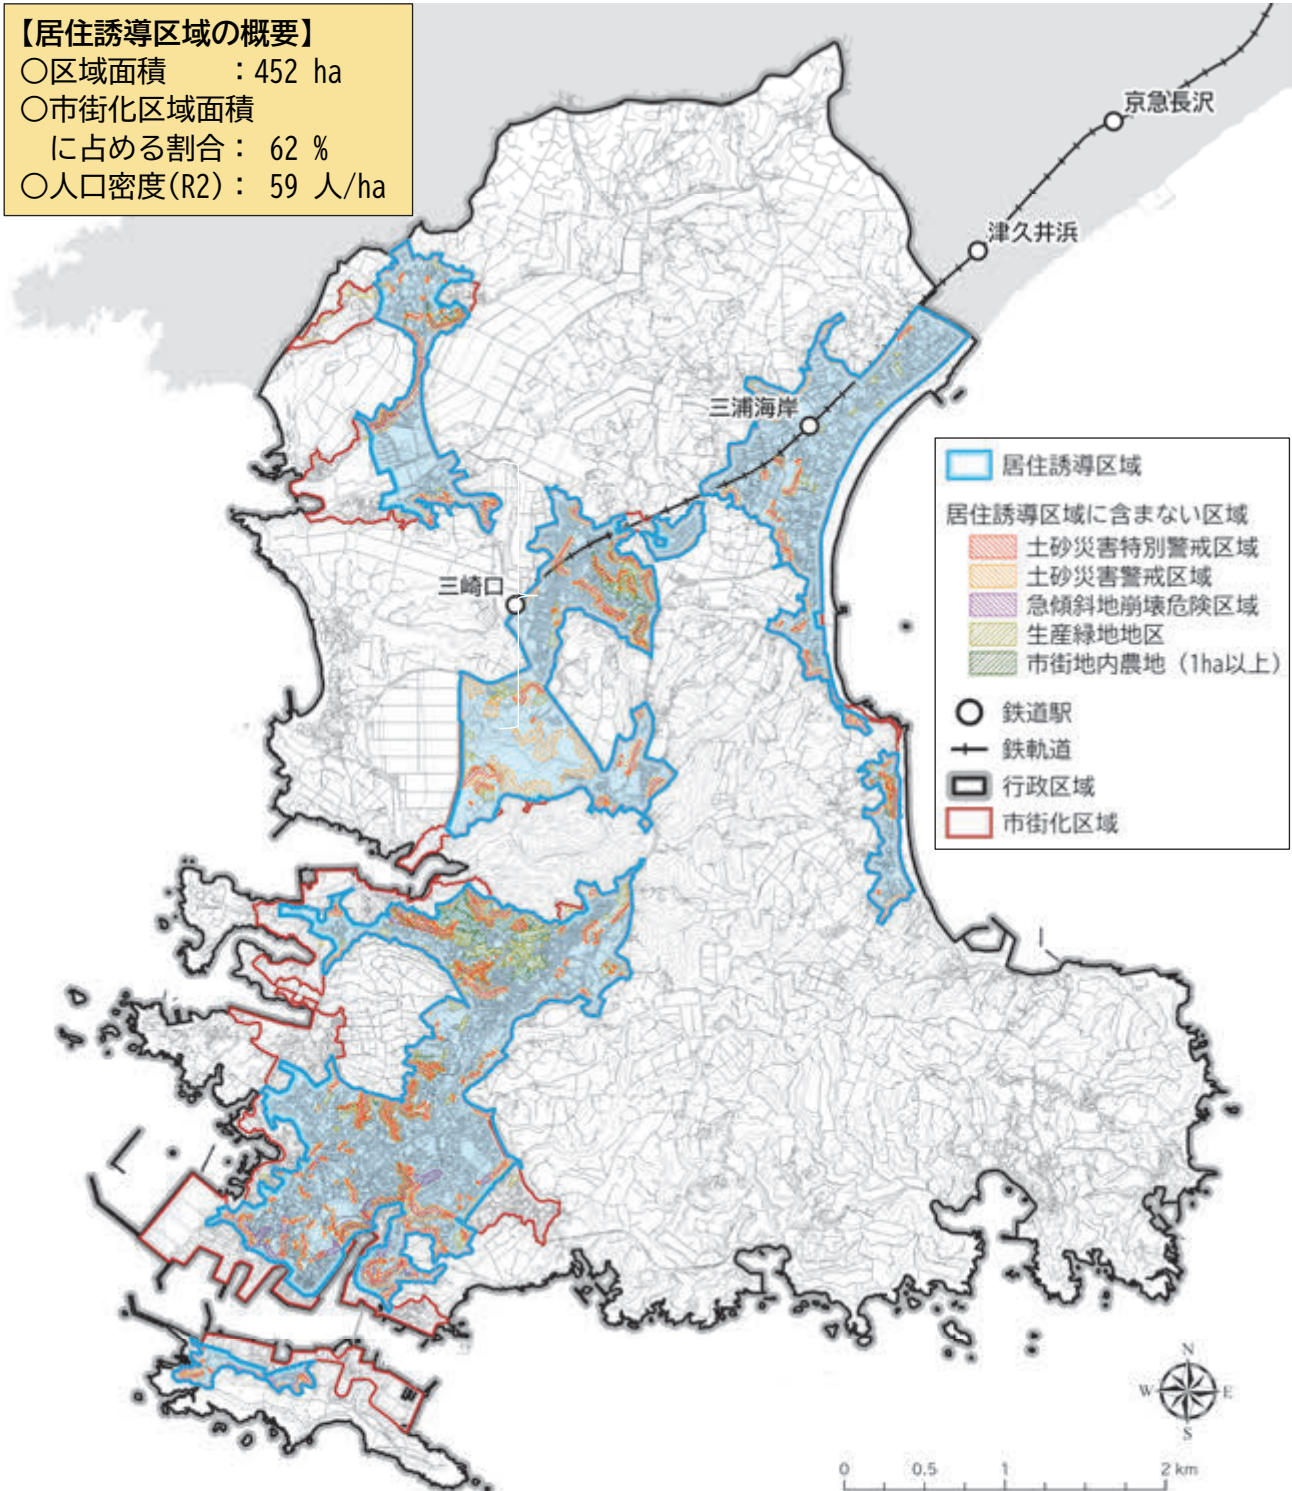 【居住誘導区域の概要】
○区域面積　　：452 ha
○市街化区域面積
に占める割合： 62 %
○人口密度(R2)： 59 人/ha
京急長沢
津久井浜
三浦海岸
三崎口
居住誘導区域
居住誘導区域に含まない区域
土砂災害特別警戒区域
土砂災害警戒区域
急傾斜地崩壊危険区域
生産緑地地区
市街地内農地（1ha以上）
鉄道駅
鉄軌道
行政区域
市街化区域
N
W E
S
0 0.5 1 2 km